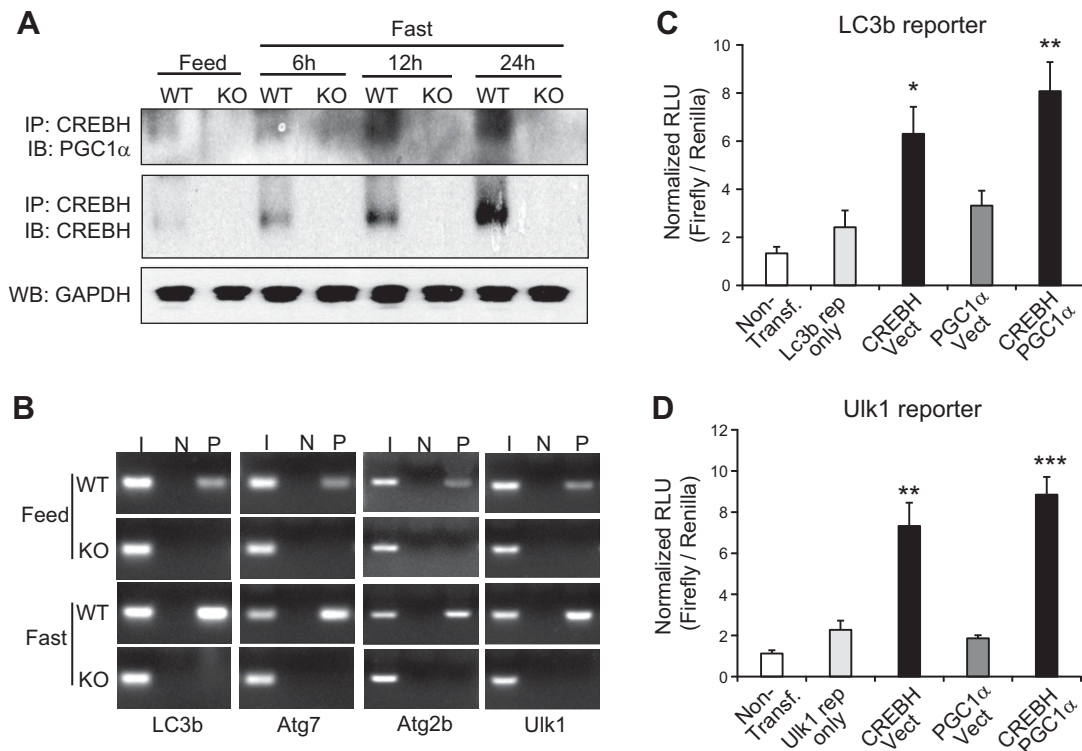 A
Fast
Feed 6h 12h 24h
WT KO WT KO WT KO WT KO
IP: CREBH
IB: PGC1α
IP: CREBH
IB: CREBH
WB: GAPDH
B
I N P I N P I N P I N P
Feed
WT
KO
Fast
WT
KO
LC3b Atg7 Atg2b Ulk1
C
LC3b reporter
Normalized RLU
(Firefly / Renilla)
10
8
6
4
2
0
*
**
Non-
Transf.
Lc3b rep
only
CREBH
Vect
PGC1α
Vect
CREBH
PGC1α
D
Ulk1 reporter
Normalized RLU
(Firefly / Renilla)
12
10
8
6
4
2
0
**
***
Non-
Transf.
Ulk1 rep
only
CREBH
Vect
PGC1α
Vect
CREBH
PGC1α